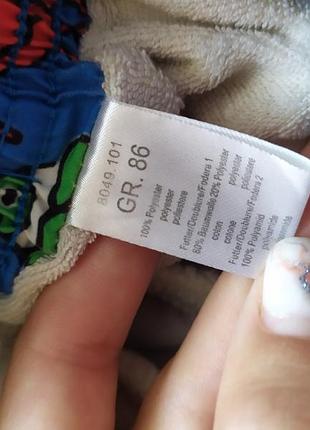 8049.101
GR. 86
100% Polyester
polyester
poliestere
Futter/Doublure/Fodera 1
80% Baumwolle 20% Polyester
coton polyester
cotone poliestere
Futter/Doublure/Fodera 2
100% Polyamid
polyamide